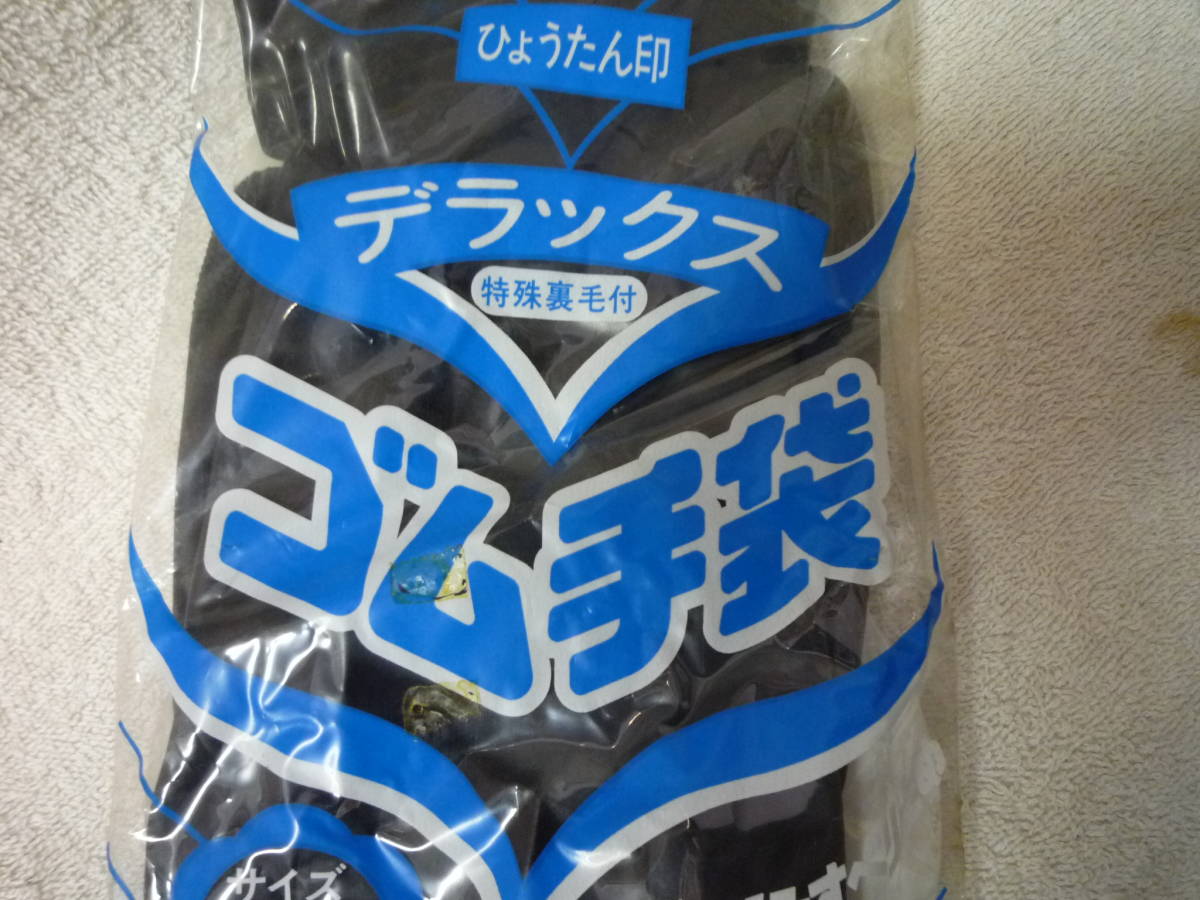 ひょうたん印
デラックス
特殊裏毛付
ゴム手袋
サイズ